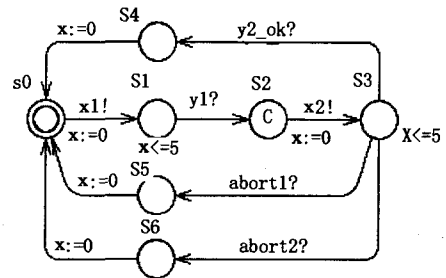 x:=0
S4
y2_ok?
s0
S1
S2
S3
x1!
y1?
C
x2!
x:=0
x<=5
x:=0
X<=5
x:=0
S5
abort1?
x:=0
S6
abort2?